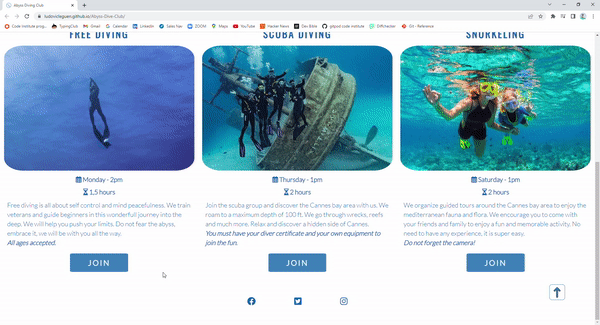 Abyss Diving Club
ludovicteguer.github.io/Abyss-Dive-Club/
Code Institute prog...
TypingClub
Gmail
Calendar
LinkedIn
Sales Nav
ZOOM
Maps
YouTube
Hacker News
Dev Bible
gitpod code institute
Diffchecker
Git - Reference
FREE DIVING
SCUBA DIVING
SNORKELING
Monday - 2pm
1,5 hours
Free diving is all about self control and mind peacefulness. We train
veterans and guide beginners in this wonderfull journey into the
deep. We will help you push your limits. Do not fear the abyss,
embrace it, we will be with you all the way.
All ages accepted.
JOIN
Thursday - 1pm
2 hours
Join the scuba group and discover the Cannes bay area with us. We
roam to a maximum depth of 100 ft. We go through wrecks, reefs
and much more. Relax and discover a hidden side of Cannes.
You must have your diver certificate and your own equipment to
join the fun.
JOIN
Saturday - 1pm
2 hours
We organize guided tours around the Cannes bay area to enjoy the
mediterranean fauna and flora. We encourage you to come with
your friends and family to enjoy a fun and memorable activity. No
need to have any experience, it is super easy.
Do not forget the camera!
JOIN